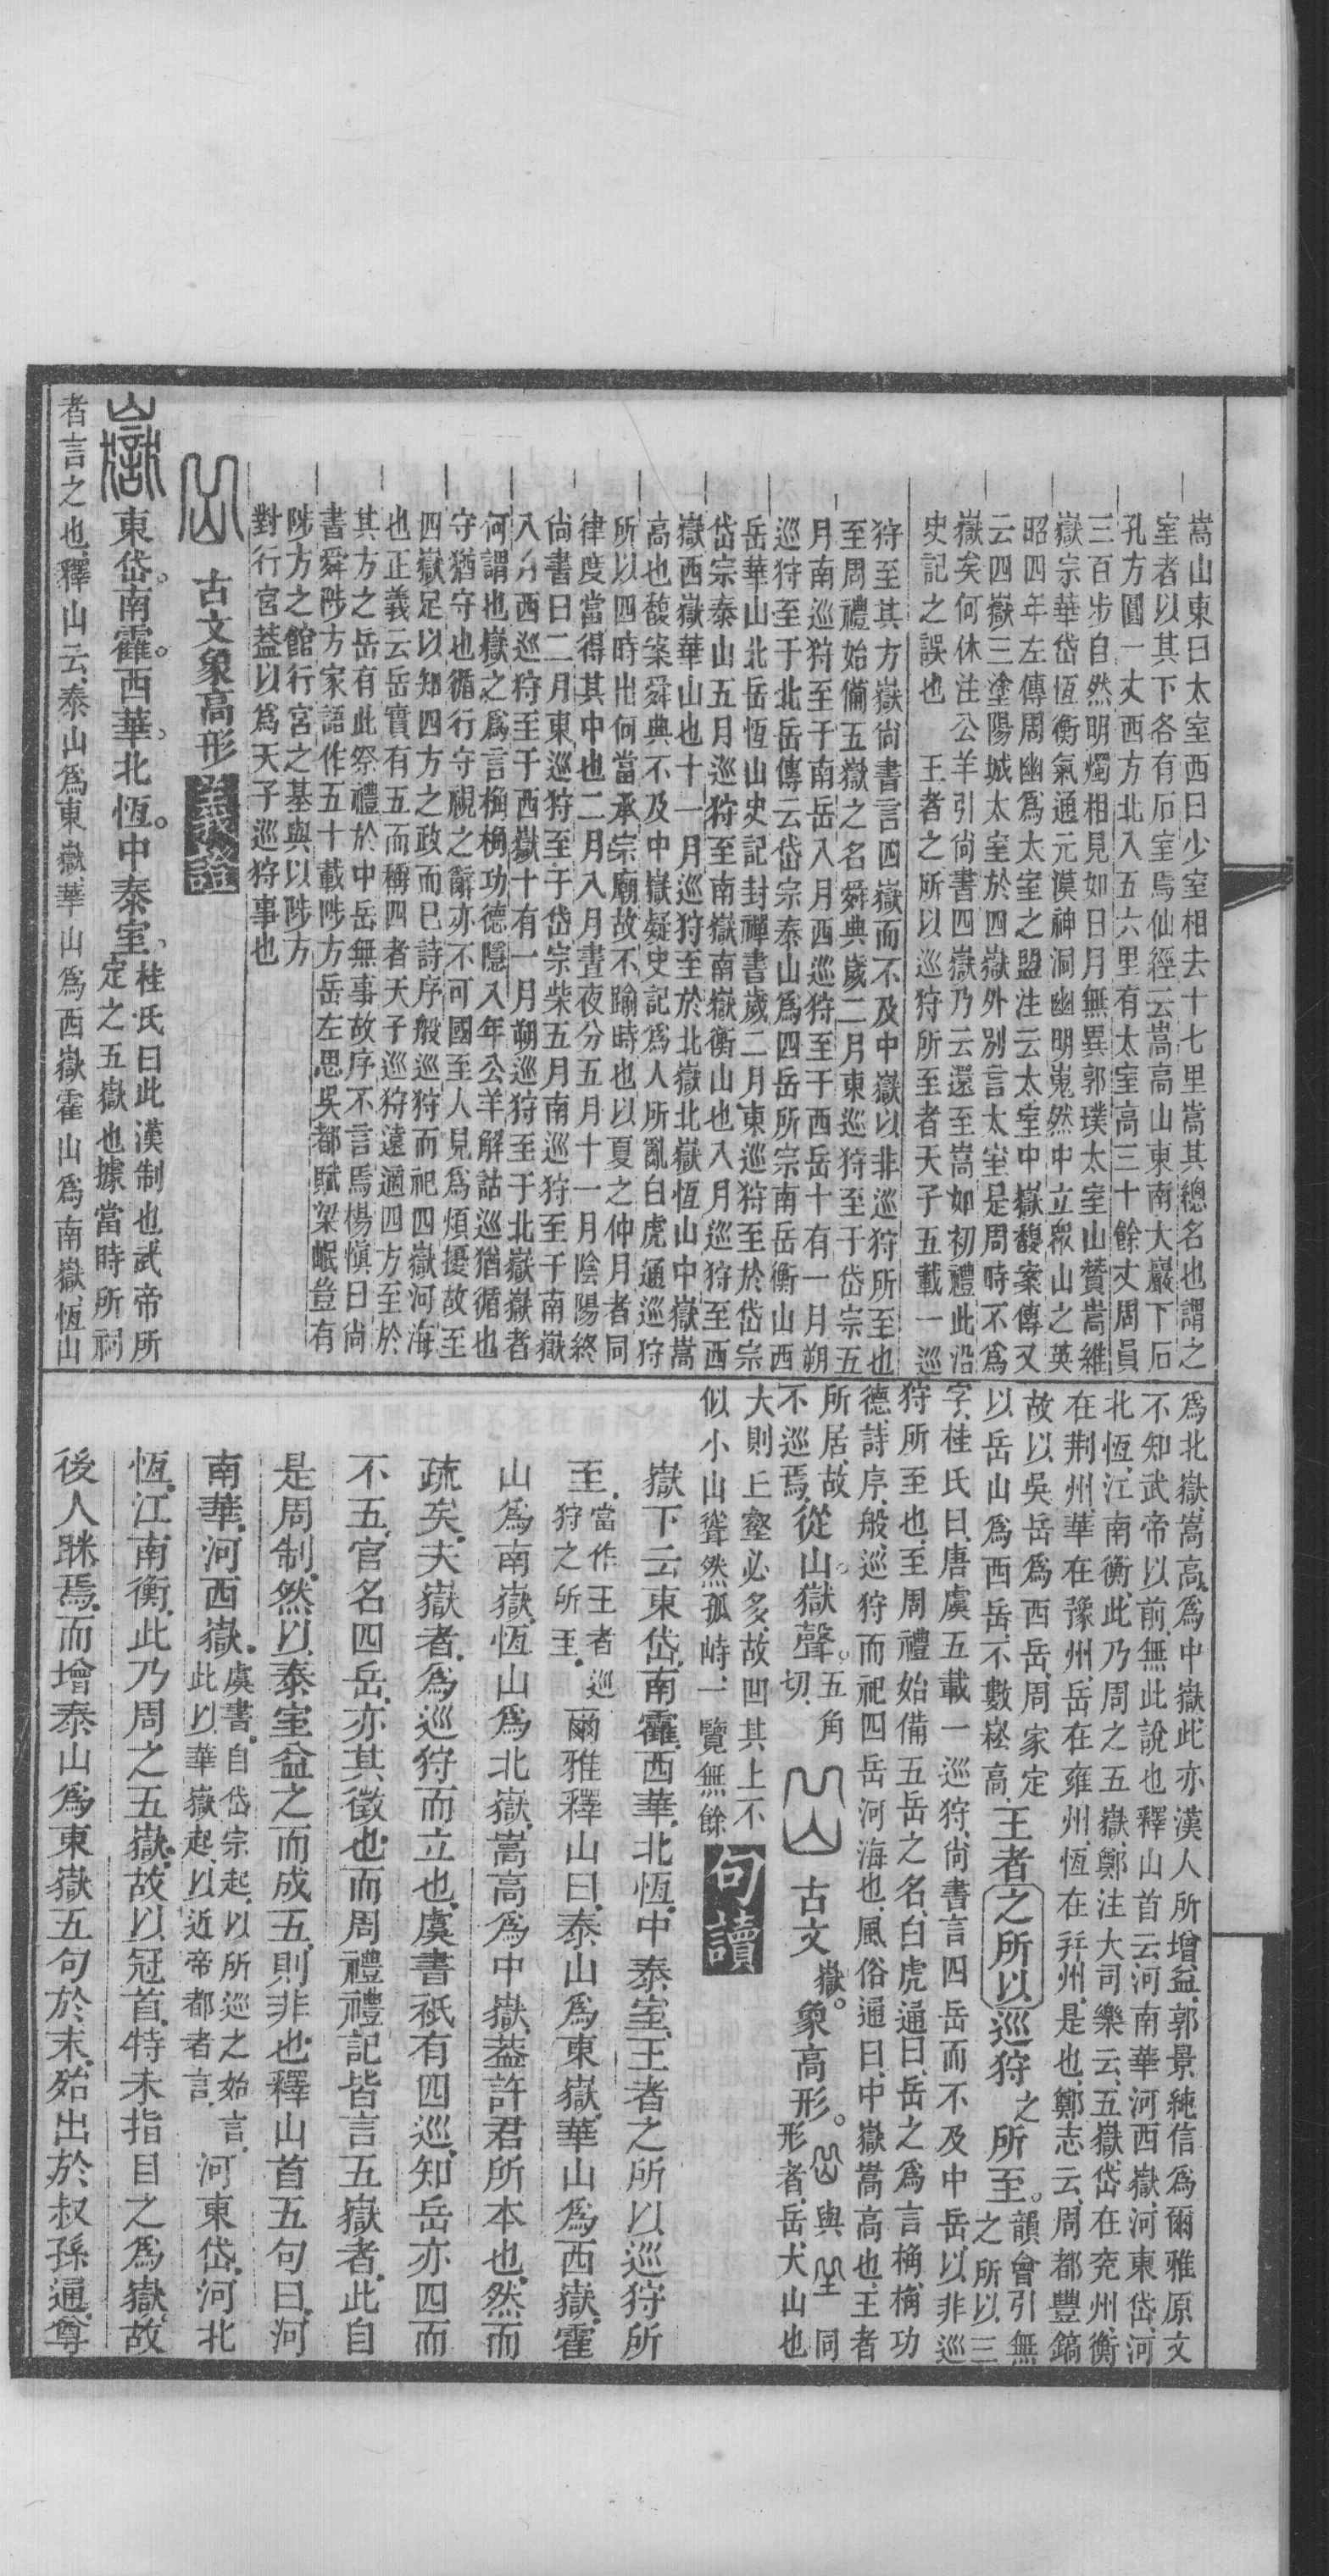 嵩山東曰太室西曰少室相去十七里嵩其總名也謂之
室者以其下各有石室焉仙經云嵩高山東南大巖下石
孔方圓一丈西方北入五六里有太室高三十餘丈周員
三百步自然明燭相見如日月無異郭璞太室山贊嵩維
嶽宗華岱恆衡氣通元漠神洞幽明嵬然中立眾山之英
昭四年左傳周幽為太室之盟注云太室中嶽馥案傳又
云四嶽三塗陽城太室於四嶽外別言太室是周時不為
嶽矣何休注公羊引尚書四嶽乃云還至嵩如初禮此沿
史記之誤也　王者之所以巡狩所至者天子五載一巡
狩至其方嶽尚書言四嶽而不及中嶽以非巡狩所至也
至周禮始備五嶽之名舜典歲二月東巡狩至于岱宗五
月南巡狩至于南岳八月西巡狩至于西岳十有一月朔
巡狩至于北岳傳云岱宗泰山為四岳所宗南岳衡山西
岳華山北岳恆山史記封禪書歲二月東巡狩至於岱宗
岱宗泰山五月巡狩至南嶽南嶽衡山也八月巡狩至西
嶽西嶽華山也十一月巡狩至於北嶽北嶽恆山中嶽嵩
高也馥案舜典不及中嶽疑史記為人所亂白虎通巡狩
所以四時出何當承宗廟故不踰時也以夏之仲月者同
律度當得其中也二月八月晝夜分五月十一月陰陽終
尚書曰二月東巡狩至于岱宗柴五月南巡狩至于南嶽
八月西巡狩至于西嶽十有一月朔巡狩至于北嶽嶽者
何謂也嶽之為言桷桷功德隱八年公羊解詁巡猶循也
守猶守也循行守視之辭亦不可國至人見為煩擾故至
四嶽足以知四方之政而已詩序般巡狩而祀四嶽河海
也正義云岳實有五而稱四者天子巡狩遠適四方至於
其方之岳有此祭禮於中岳無事故序不言焉楊慎曰尚
書舜陟方家語作五十載陟方岳左思吳都賦㮤岷豈有
陟方之館行宮之基與以陟方
對行宮葢以為天子巡狩事也
古文象高形 義證
東岱。南靃。西華。北恆。中泰室、桂氏曰此漢制也武帝所
定之五嶽也據當時所祠
者言之也、釋山云、泰山為東嶽華山為西嶽霍山為南嶽、恆山
為北嶽、嵩高、為中嶽、此亦漢人所增益、郭景純信為爾雅原文
不知武帝以前、無此說也釋山首云河南華河西嶽、河東岱、河
北恆、江南衡、此乃周之五嶽、鄭注大司樂云、五嶽岱在兗州、衡
在荆州、華在豫州、岳在雍州、恆在并州、是也、鄭志云、周都豐鎬
故以吳岳為西岳、周家定
以岳山為西岳、不數崧高、王者之所以巡狩之所至。韻會引無
之所以三
字、桂氏曰、唐虞五載一巡狩、尚書言四岳而不及中岳、以非巡
狩所至也、至周禮始備五岳之名、白虎通曰、岳之為言桷、桷功
德、詩序、般、巡狩而祀四岳河海也、風俗通曰、中嶽嵩高也、王者
所居、故
不巡焉、從山。獄聲。五角
切、
古文嶽。象高形。與同
形者、岳、大山也
大則丘壑必多、故凹其上不
似小山聳然孤峙、一覽無餘 句讀
嶽下云東岱、南靃、西華、北恆、中泰室、王者之所以巡狩所
至、當作王者巡
狩之所至、爾雅釋山曰、泰山為東嶽、華山為西嶽、霍
山為南嶽、恆山為北嶽、嵩高為中嶽、葢許君所本也、然而
疏矣、夫嶽者、為巡狩而立也、虞書祇有四巡、知岳亦四而
不五、官名四岳、亦其徵也、而周禮禮記皆言五嶽者、此自
是周制、然以泰室益之而成五、則非也、釋山首五句曰、河
南華、河西嶽、虞書、自岱宗起、以所巡之始言、
此以華嶽起、以近帝都者言、河東岱、河北
恆、江南衡、此乃周之五嶽、故以冠首、特未指目之為嶽、故
後人眯焉、而增泰山為東嶽五句於末、殆出於叔孫通、尊